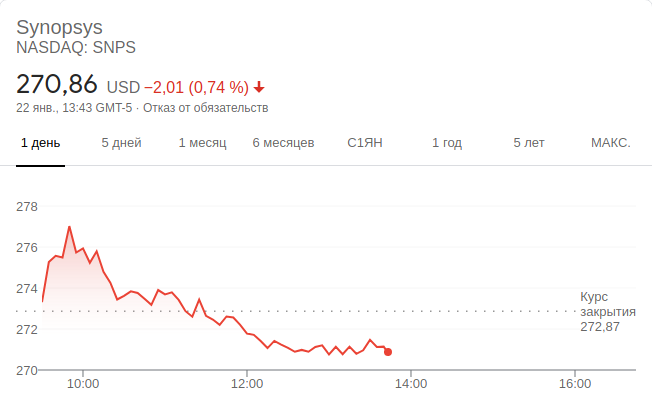 Synopsys
NASDAQ: SNPS
270,86 USD −2,01 (0,74 %)
22 янв., 13:43 GMT-5 · Отказ от обязательств
1 день 5 дней 1 месяц 6 месяцев С1ЯН 1 год 5 лет МАКС.
278
276
274
Курс
закрытия
272,87
272
270
10:00 12:00 14:00 16:00